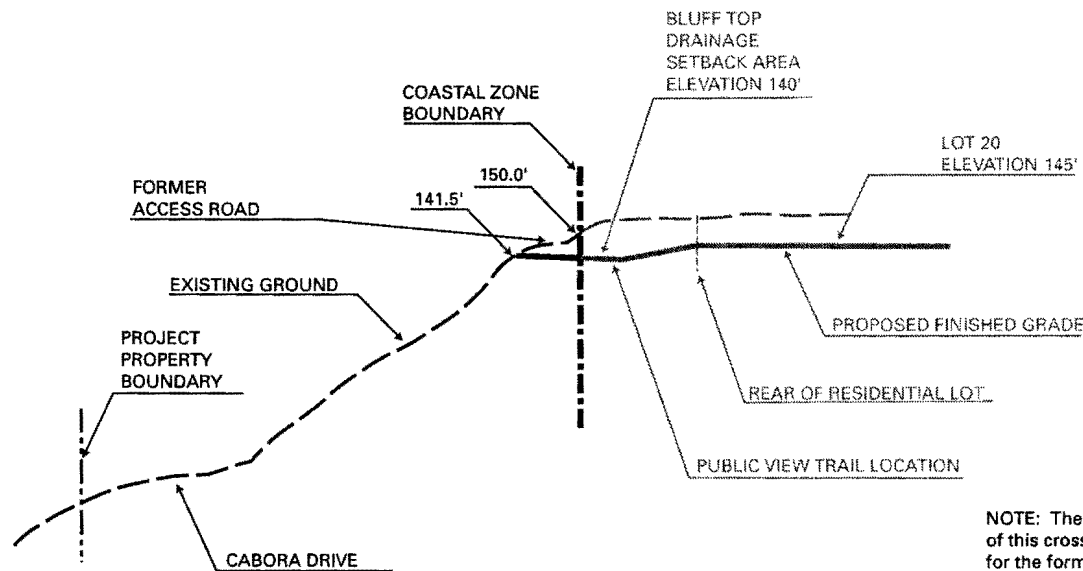 BLUFF TOP
DRAINAGE
SETBACK AREA
ELEVATION 140'
COASTAL ZONE
BOUNDARY
LOT 20
ELEVATION 145'
FORMER
ACCESS ROAD
150.0'
141.5'
EXISTING GROUND
PROJECT
PROPERTY
BOUNDARY
PROPOSED FINISHED GRADE
REAR OF RESIDENTIAL LOT
PUBLIC VIEW TRAIL LOCATION
CABORA DRIVE
NOTE: The
of this cross
for the form